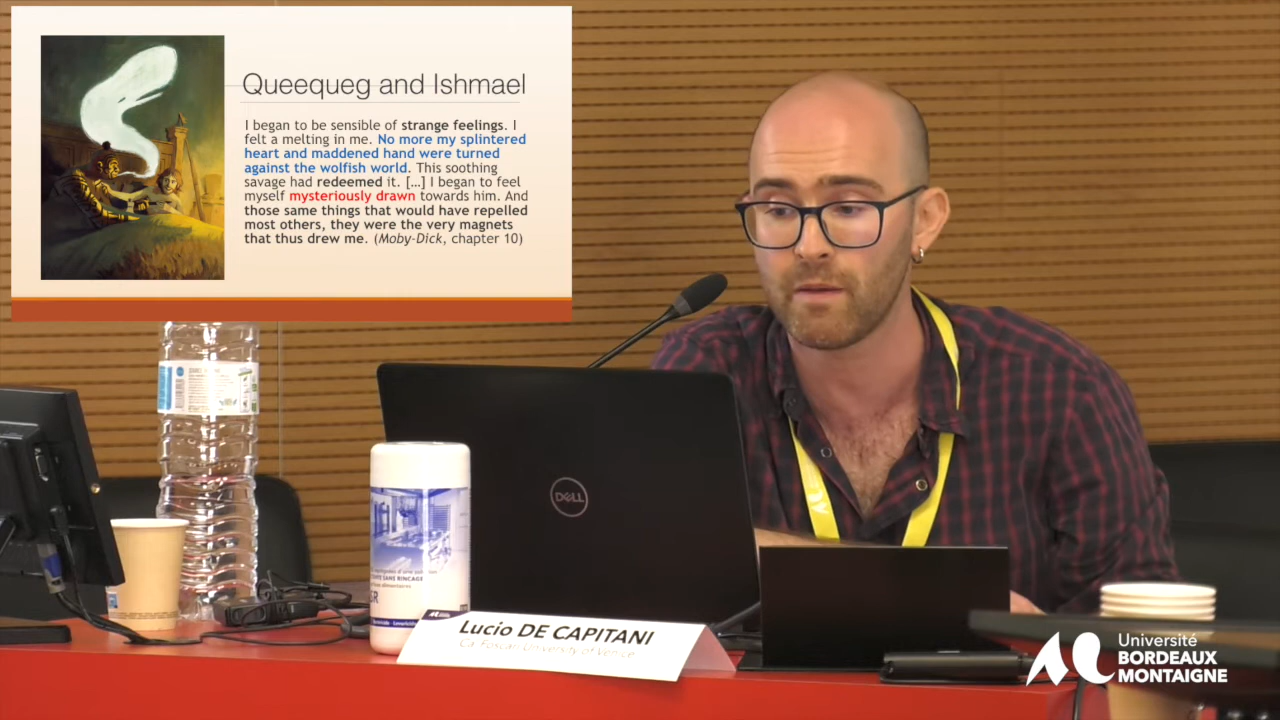 Queequeg and Ishmael
I began to be sensible of strange feelings. I
felt a melting in me. No more my splintered
heart and maddened hand were turned
against the wolfish world. This soothing
savage had redeemed it. […] I began to feel
myself mysteriously drawn towards him. And
those same things that would have repelled
most others, they were the very magnets
that thus drew me. (Moby-Dick, chapter 10)
DELL
SANS RINCAGE
Lucio DE CAPITANI
Ca' Foscari University of Venice
Université
BORDEAUX
MONTAIGNE